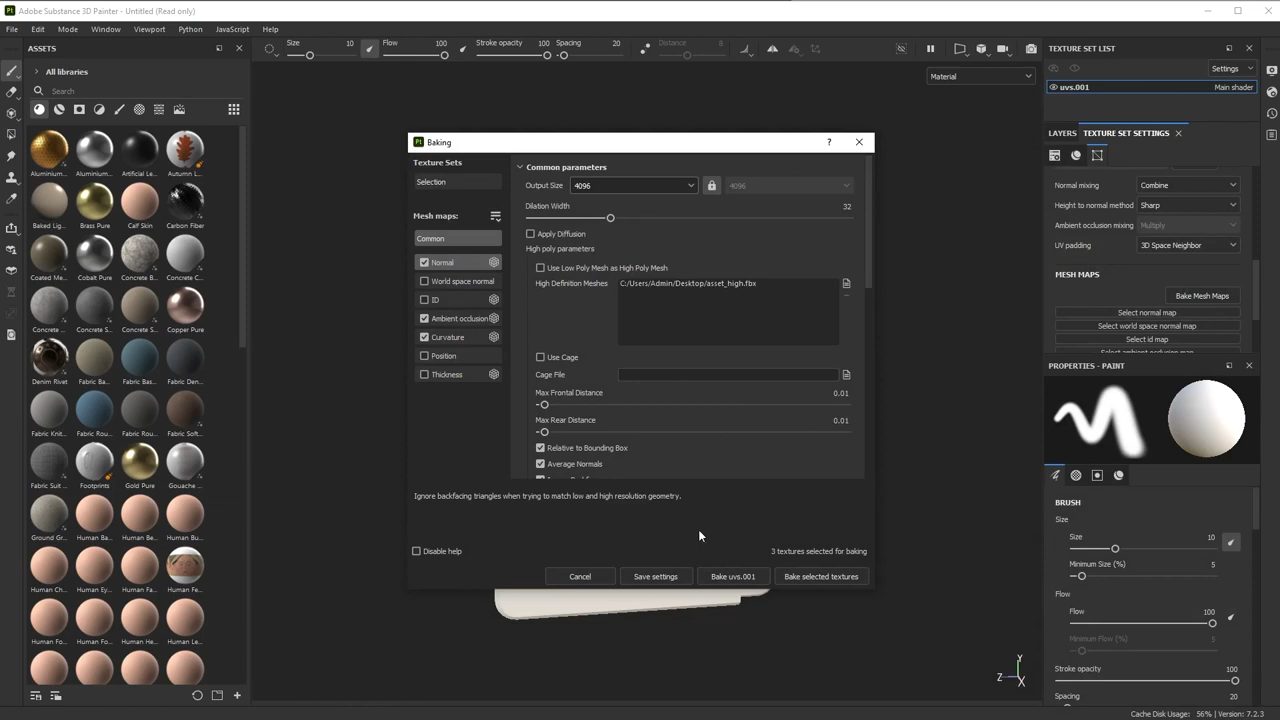 Adobe Substance 3D Painter - Untitled (Read only)
File Edit Mode Window Viewport Python JavaScript Help
ASSETS
Size 10 Flow 100 Stroke opacity 100 Spacing 20 Distance 8
All libraries
Search
Material
Aluminium... Aluminium... Artificial Le... Autumn L...
Baked Lig... Brass Pure Calf Skin Carbon Fiber
Coated Me... Cobalt Pure Concrete C... Concrete C...
Concrete ... Concrete S... Concrete S... Copper Pure
Denim Rivet Fabric Ba... Fabric Bas... Fabric Den...
Fabric Knit... Fabric Rou... Fabric Rou... Fabric Soft...
Fabric Suit ... Footprints Gold Pure Gouache ...
Ground Gr... Human Ba... Human Be... Human Bu...
Human Ch... Human Ey... Human Fa... Human Fe...
Human Fo... Human Fo... Human He... Human Le...
Baking
?
Texture Sets
Selection
Mesh maps:
Common
Normal
World space normal
ID
Ambient occlusion
Curvature
Position
Thickness
Common parameters
Output Size 4096 4096
Dilation Width 32
Apply Diffusion
High poly parameters
Use Low Poly Mesh as High Poly Mesh
High Definition Meshes C:/Users/Admin/Desktop/asset_high.fbx
Use Cage
Cage File
Max Frontal Distance 0.01
Max Rear Distance 0.01
Relative to Bounding Box
Average Normals
Ignore backfacing triangles when trying to match low and high resolution geometry.
Disable help
3 textures selected for baking
Cancel Save settings Bake uvs.001 Bake selected textures
Y
Z
X
TEXTURE SET LIST
Settings
uvs.001 Main shader
LAYERS TEXTURE SET SETTINGS
Normal mixing Combine
Height to normal method Sharp
Ambient occlusion mixing Multiply
UV padding 3D Space Neighbor
MESH MAPS
Bake Mesh Maps
Select normal map
Select world space normal map
Select id map
Select ambient occlusion map
PROPERTIES - PAINT
BRUSH
Size
Size 10
Minimum Size (%) 5
Flow
Flow 100
Minimum Flow (%) 5
Stroke opacity 100
Spacing 20
Cache Disk Usage: 56% | Version: 7.2.3